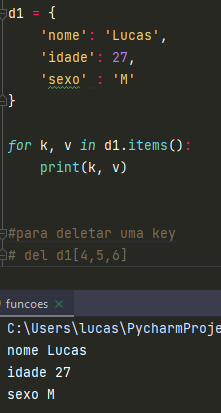 d1 = {
'nome': 'Lucas',
'idade': 27,
'sexo' : 'M'
}
for k, v in d1.items():
print(k, v)
#para deletar uma key
# del d1[4,5,6]
funcoes ×
C:\Users\lucas\PycharmProje
nome Lucas
idade 27
sexo M